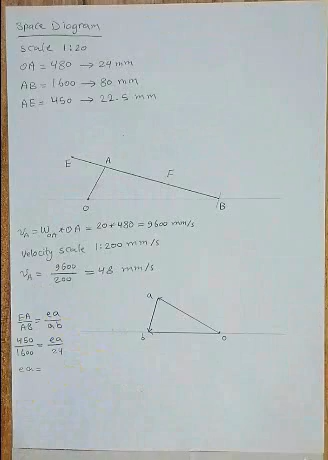 Space Diagram
Scale 1:20
OA = 480 → 24 mm
AB = 1600 → 80 mm
AE = 450 → 22.5 mm
E A F
O B
VA = WOA * OA = 20 * 480 = 9600 mm/s
Velocity scale 1:200 mm/s
VA = 9600/200 = 48 mm/s
a
EA/AB = ea/ab
b o
450/1600 = ea/24
ea =